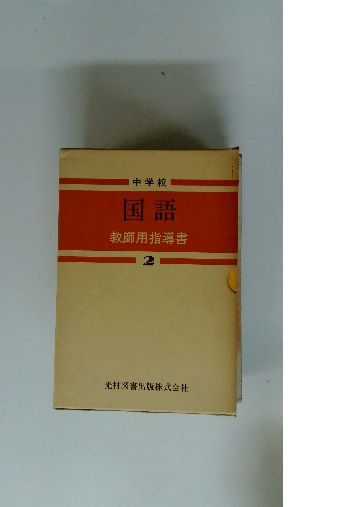 中学校
国語
教師用指導書
2
光村図書出版株式会社